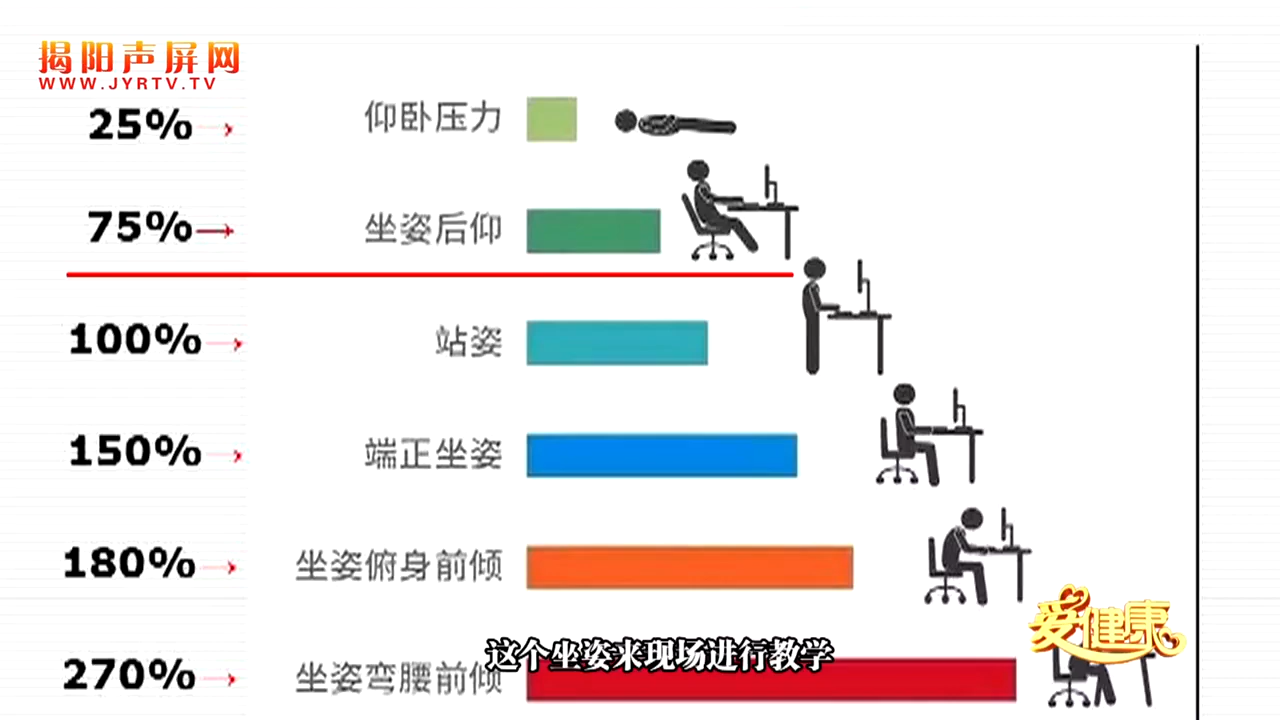 揭阳声屏网
WWW.JYRTV.TV
25% 仰卧压力
75% 坐姿后仰
100% 站姿
150% 端正坐姿
180% 坐姿俯身前倾
爱健康
这个坐姿来现场进行教学
270% 坐姿弯腰前倾